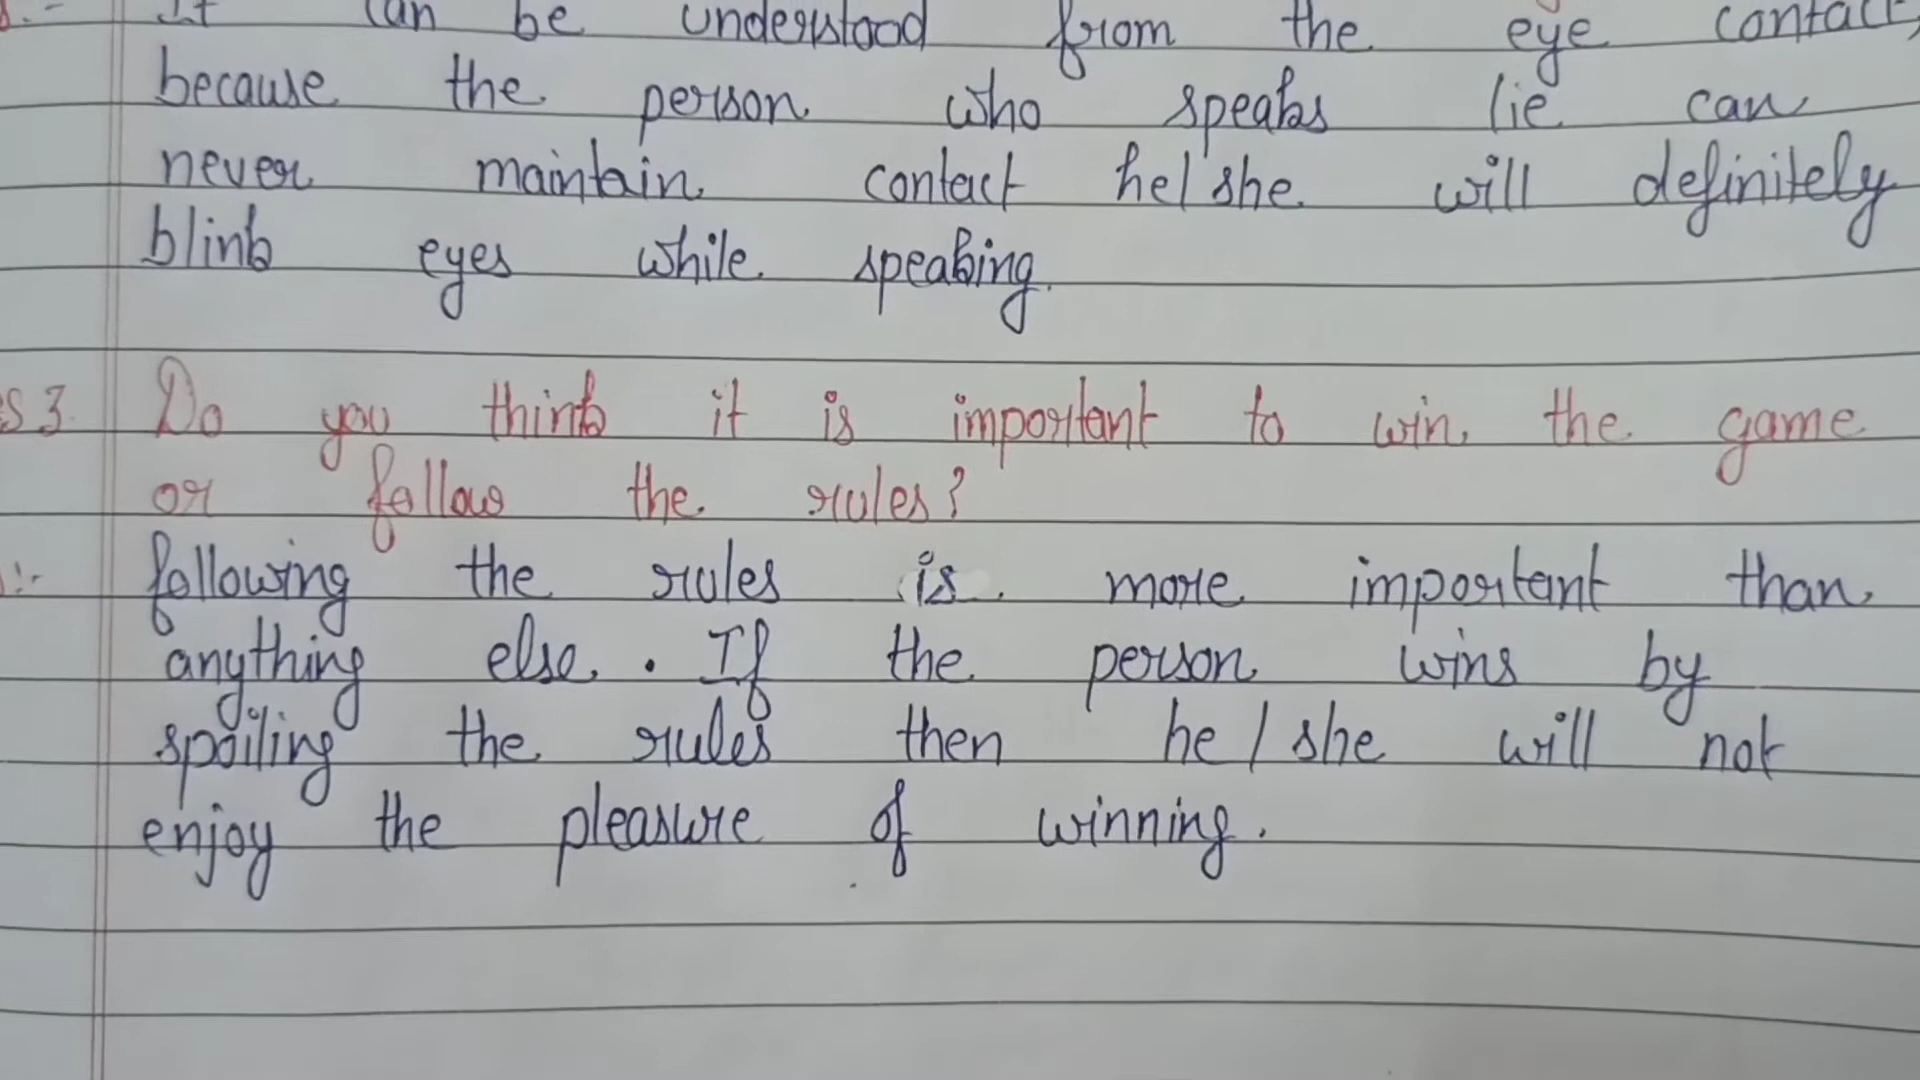 :- It can be understood from the eye contact,
because the person who speaks lie can
never maintain contact he/she will definitely
blink eyes while speaking.
s 3. Do you think it is important to win the game
or follow the rules?
:- following the rules is more important than
anything else. If the person wins by
spoiling the rules then he/she will not
enjoy the pleasure of winning.